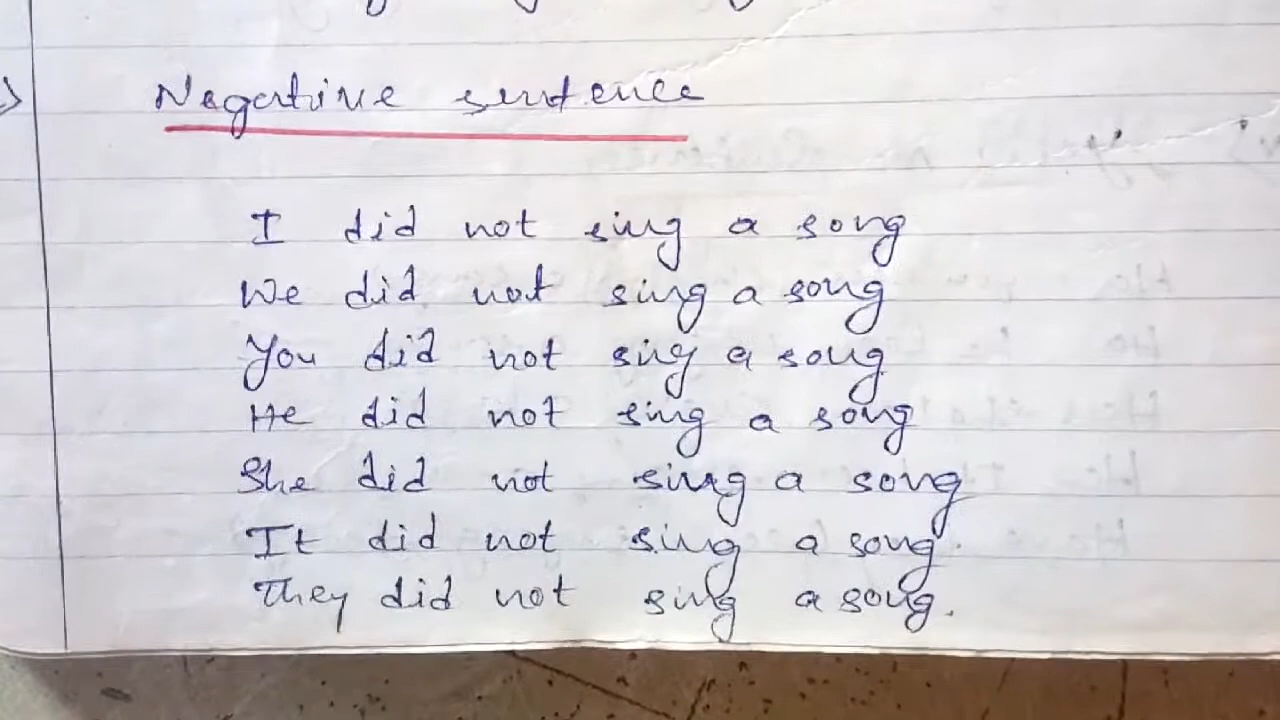 Negative sentence
I did not sing a song
We did not sing a song
You did not sing a song
He did not sing a song
She did not sing a song
It did not sing a song.
They did not sing a song.